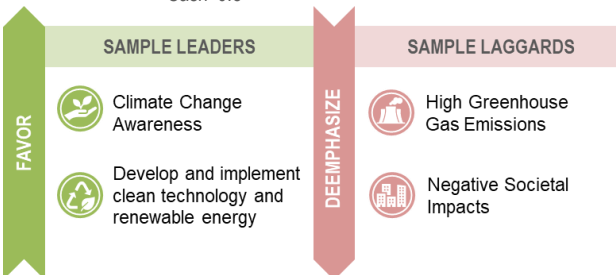 SAMPLE LEADERS
SAMPLE LAGGARDS
FAVOR
Climate Change
Awareness
Develop and implement
clean technology and
renewable energy
DEEMPHASIZE
High Greenhouse
Gas Emissions
Negative Societal
Impacts